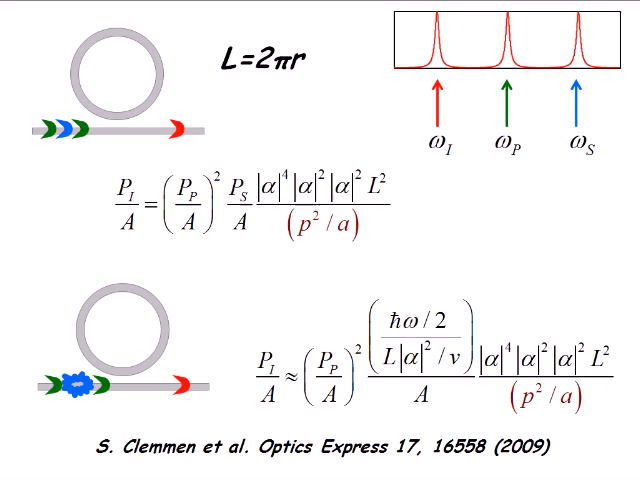 L=2πr
ω_I ω_P ω_S
P_I/A = (P_P/A)^2 P_S/A |α|^4|α|^2|α|^2 L^2/(p^2/a)
P_I/A ≈ (P_P/A)^2 ((ħω/2)/(L|α|^2/v))/A |α|^4|α|^2|α|^2 L^2/(p^2/a)
S. Clemmen et al. Optics Express 17, 16558 (2009)